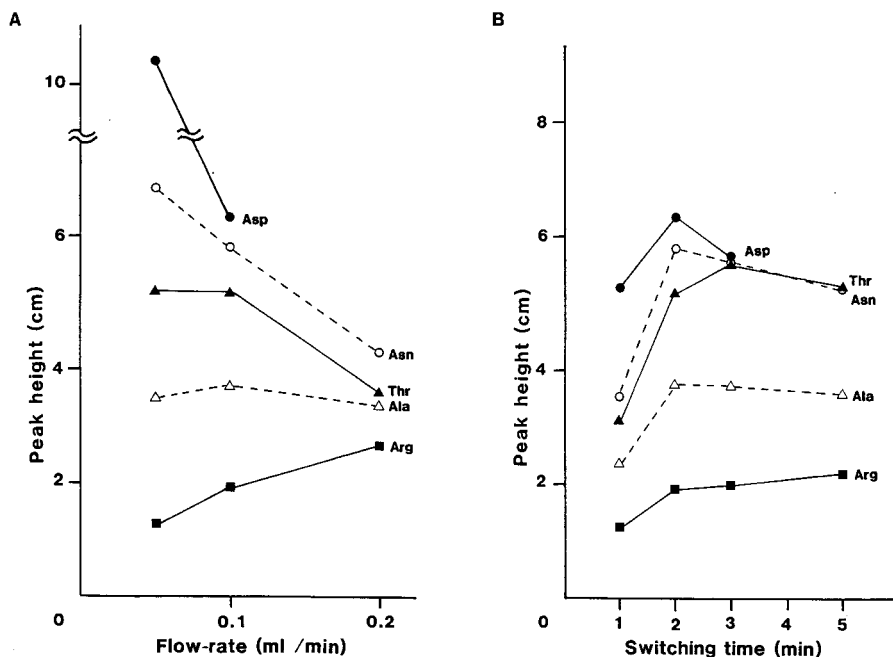 A
Peak height (cm)
10
6
4
2
0
0.1
0.2
Flow-rate (ml /min)
Asp
Asn
Thr
Ala
Arg
B
Peak height (cm)
8
6
4
2
0
1
2
3
4
5
Switching time (min)
Asp
Thr
Asn
Ala
Arg